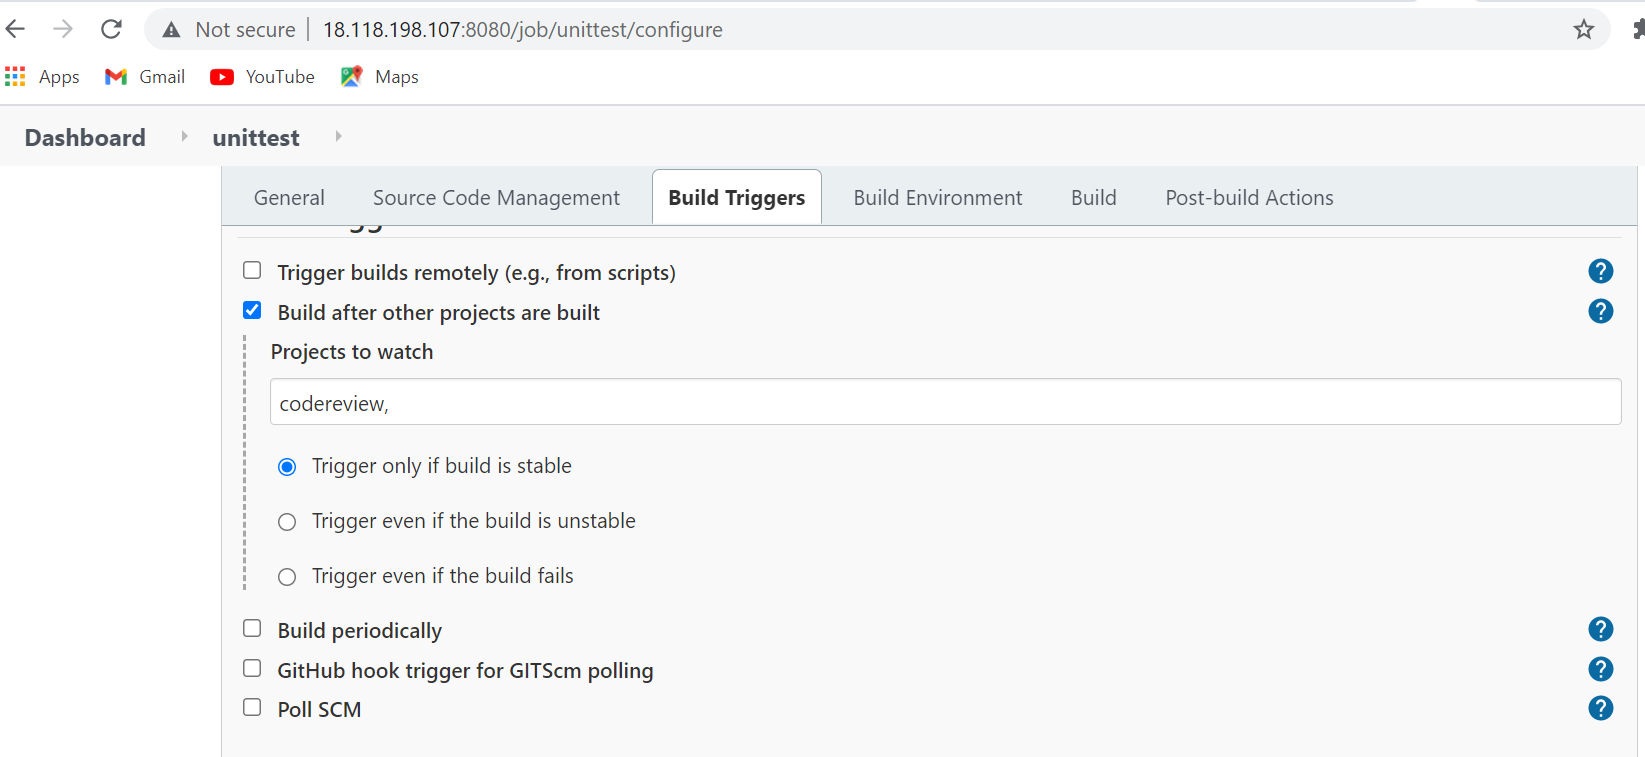 Not secure | 18.118.198.107:8080/job/unittest/configure
Apps Gmail YouTube Maps
Dashboard unittest
General Source Code Management Build Triggers Build Environment Build Post-build Actions
Trigger builds remotely (e.g., from scripts) ?
Build after other projects are built ?
Projects to watch
codereview,
Trigger only if build is stable
Trigger even if the build is unstable
Trigger even if the build fails
Build periodically ?
GitHub hook trigger for GITScm polling ?
Poll SCM ?